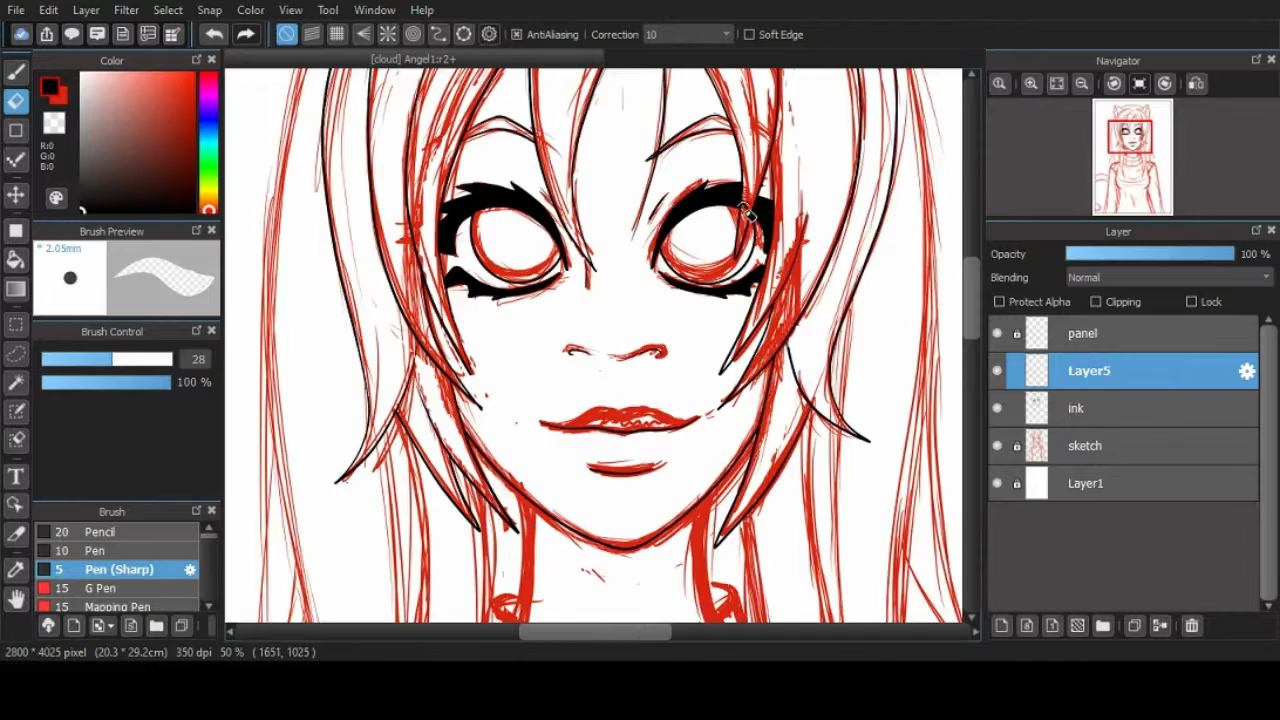 File Edit Layer Filter Select Snap Color View Tool Window Help
AntiAliasing Correction 10 Soft Edge
Color
[cloud] Angel1:r2+
Navigator
R:0
G:0
B:0
Brush Preview
* 2.05mm
Layer
Opacity 100 %
Blending Normal
Protect Alpha Clipping Lock
Brush Control
28
100 %
panel
Layer5
ink
sketch
Layer1
T
Brush
20 Pencil
10 Pen
5 Pen (Sharp)
15 G Pen
15 Mapping Pen
2800 * 4025 pixel (20.3 * 29.2cm) 350 dpi 50 % ( 1651, 1025 )